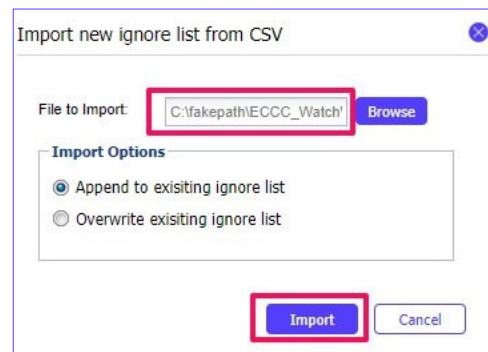 Import new ignore list from CSV
File to Import:
C:\fakepath\ECCC_Watch
Browse
Import Options
Append to exisiting ignore list
Overwrite exisiting ignore list
Import
Cancel